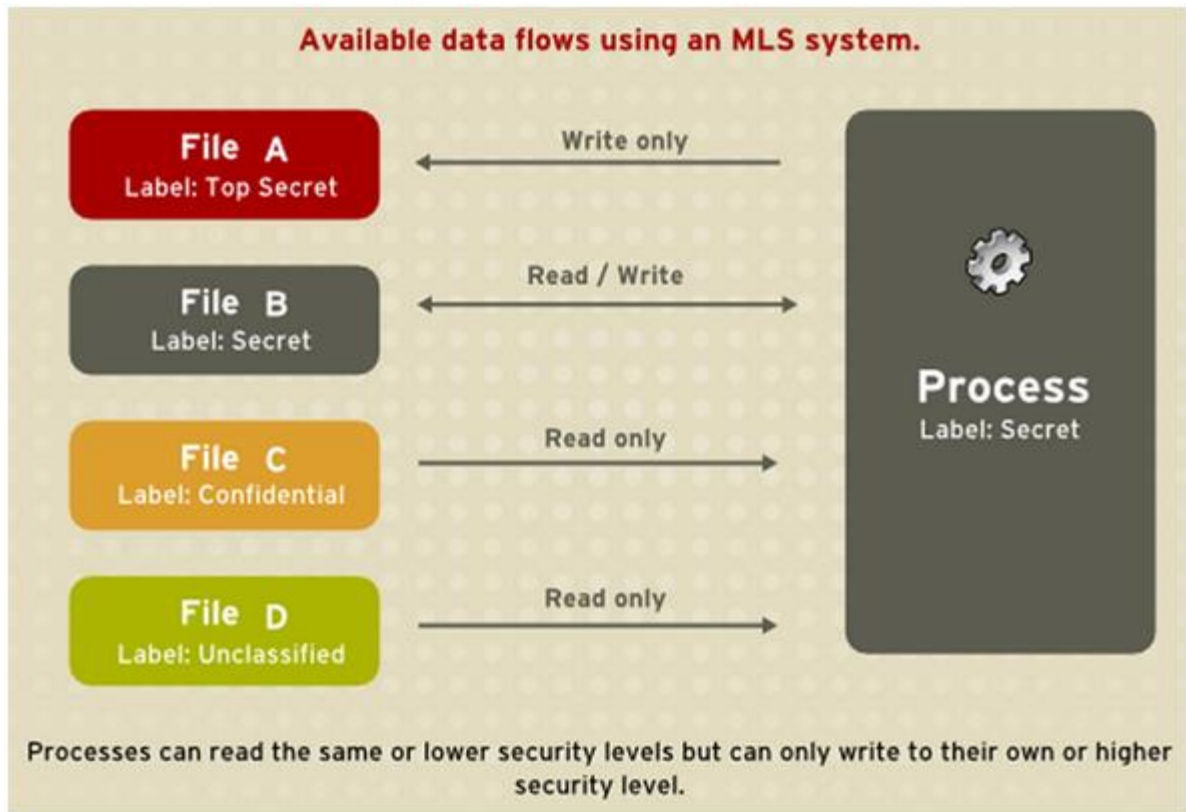 Available data flows using an MLS system.
File A
Label: Top Secret
Write only
File B
Label: Secret
Read / Write
File C
Label: Confidential
Read only
File D
Label: Unclassified
Read only
Process
Label: Secret
Processes can read the same or lower security levels but can only write to their own or higher
security level.